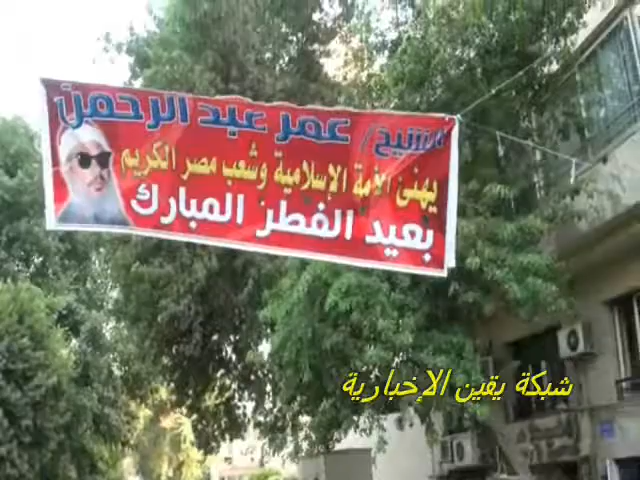 الشيخ/ عمر عبد الرحمن
يهنئ الأمة الإسلامية وشعب مصر الكريم
بعيد الفطر المبارك
شبكة يقين الإخبارية